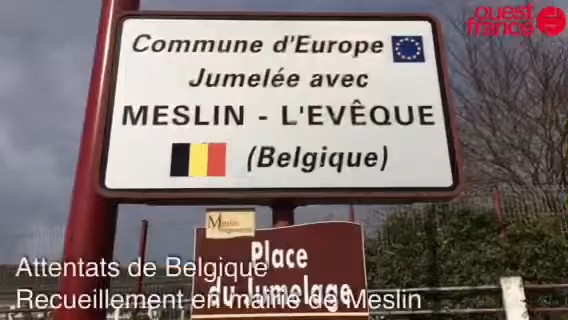 ouest
france
Commune d'Europe
Jumelée avec
MESLIN - L'EVÊQUE
(Belgique)
Place
du Jumelage
Attentats de Belgique
Recueillement en mairie de Meslin